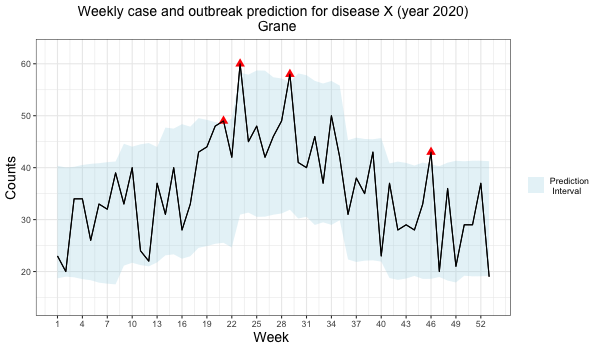 Weekly case and outbreak prediction for disease X (year 2020)
Grane
Counts
60
50
40
30
20
1 4 7 10 13 16 19 22 25 28 31 34 37 40 43 46 49 52
Week
Prediction
Interval